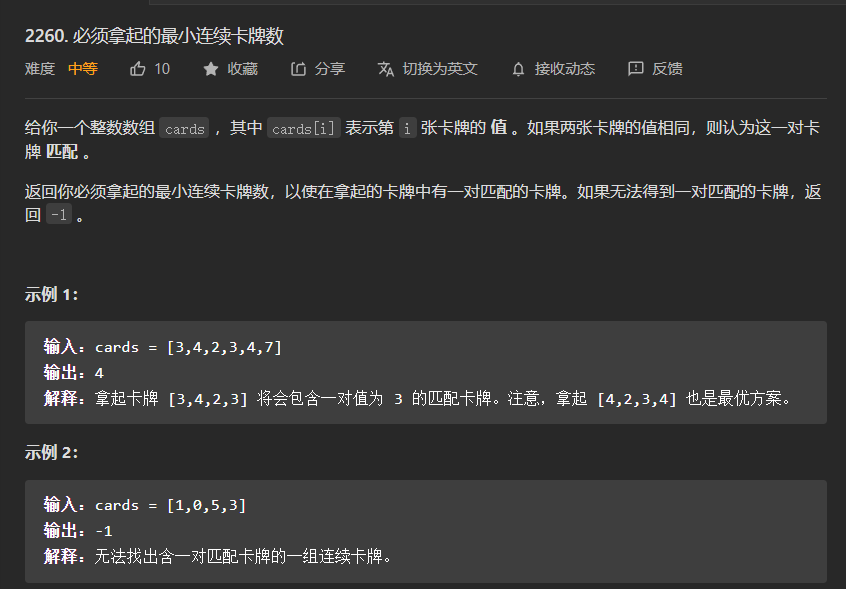 2260. 必须拿起的最小连续卡牌数
难度 中等 10 收藏 分享 切换为英文 接收动态 反馈
给你一个整数数组 cards ，其中 cards[i] 表示第 i 张卡牌的 值 。如果两张卡牌的值相同，则认为这一对卡
牌 匹配 。
返回你必须拿起的最小连续卡牌数，以使在拿起的卡牌中有一对匹配的卡牌。如果无法得到一对匹配的卡牌，返
回 -1 。
示例 1：
输入：cards = [3,4,2,3,4,7]
输出：4
解释：拿起卡牌 [3,4,2,3] 将会包含一对值为 3 的匹配卡牌。注意，拿起 [4,2,3,4] 也是最优方案。
示例 2：
输入：cards = [1,0,5,3]
输出：-1
解释：无法找出含一对匹配卡牌的一组连续卡牌。